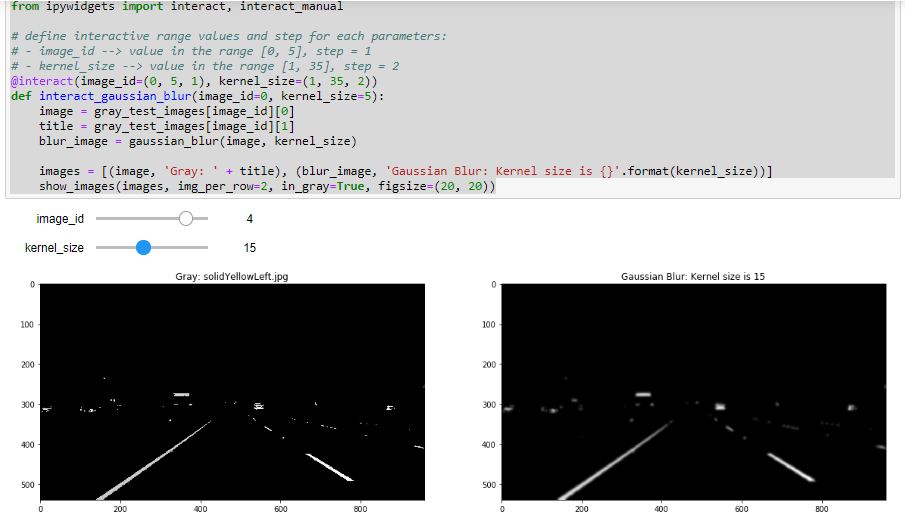 from ipywidgets import interact, interact_manual
# define interactive range values and step for each parameters:
# - image_id --> value in the range [0, 5], step = 1
# - kernel_size --> value in the range [1, 35], step = 2
@interact(image_id=(0, 5, 1), kernel_size=(1, 35, 2))
def interact_gaussian_blur(image_id=0, kernel_size=5):
    image = gray_test_images[image_id][0]
    title = gray_test_images[image_id][1]
    blur_image = gaussian_blur(image, kernel_size)
    images = [(image, 'Gray: ' + title), (blur_image, 'Gaussian Blur: Kernel size is {}'.format(kernel_size))]
    show_images(images, img_per_row=2, in_gray=True, figsize=(20, 20))
image_id 4
kernel_size 15
Gray: solidYellowLeft.jpg
0
100
200
300
400
500
0 200 400 600 800
Gaussian Blur: Kernel size is 15
0
100
200
300
400
500
0 200 400 600 800